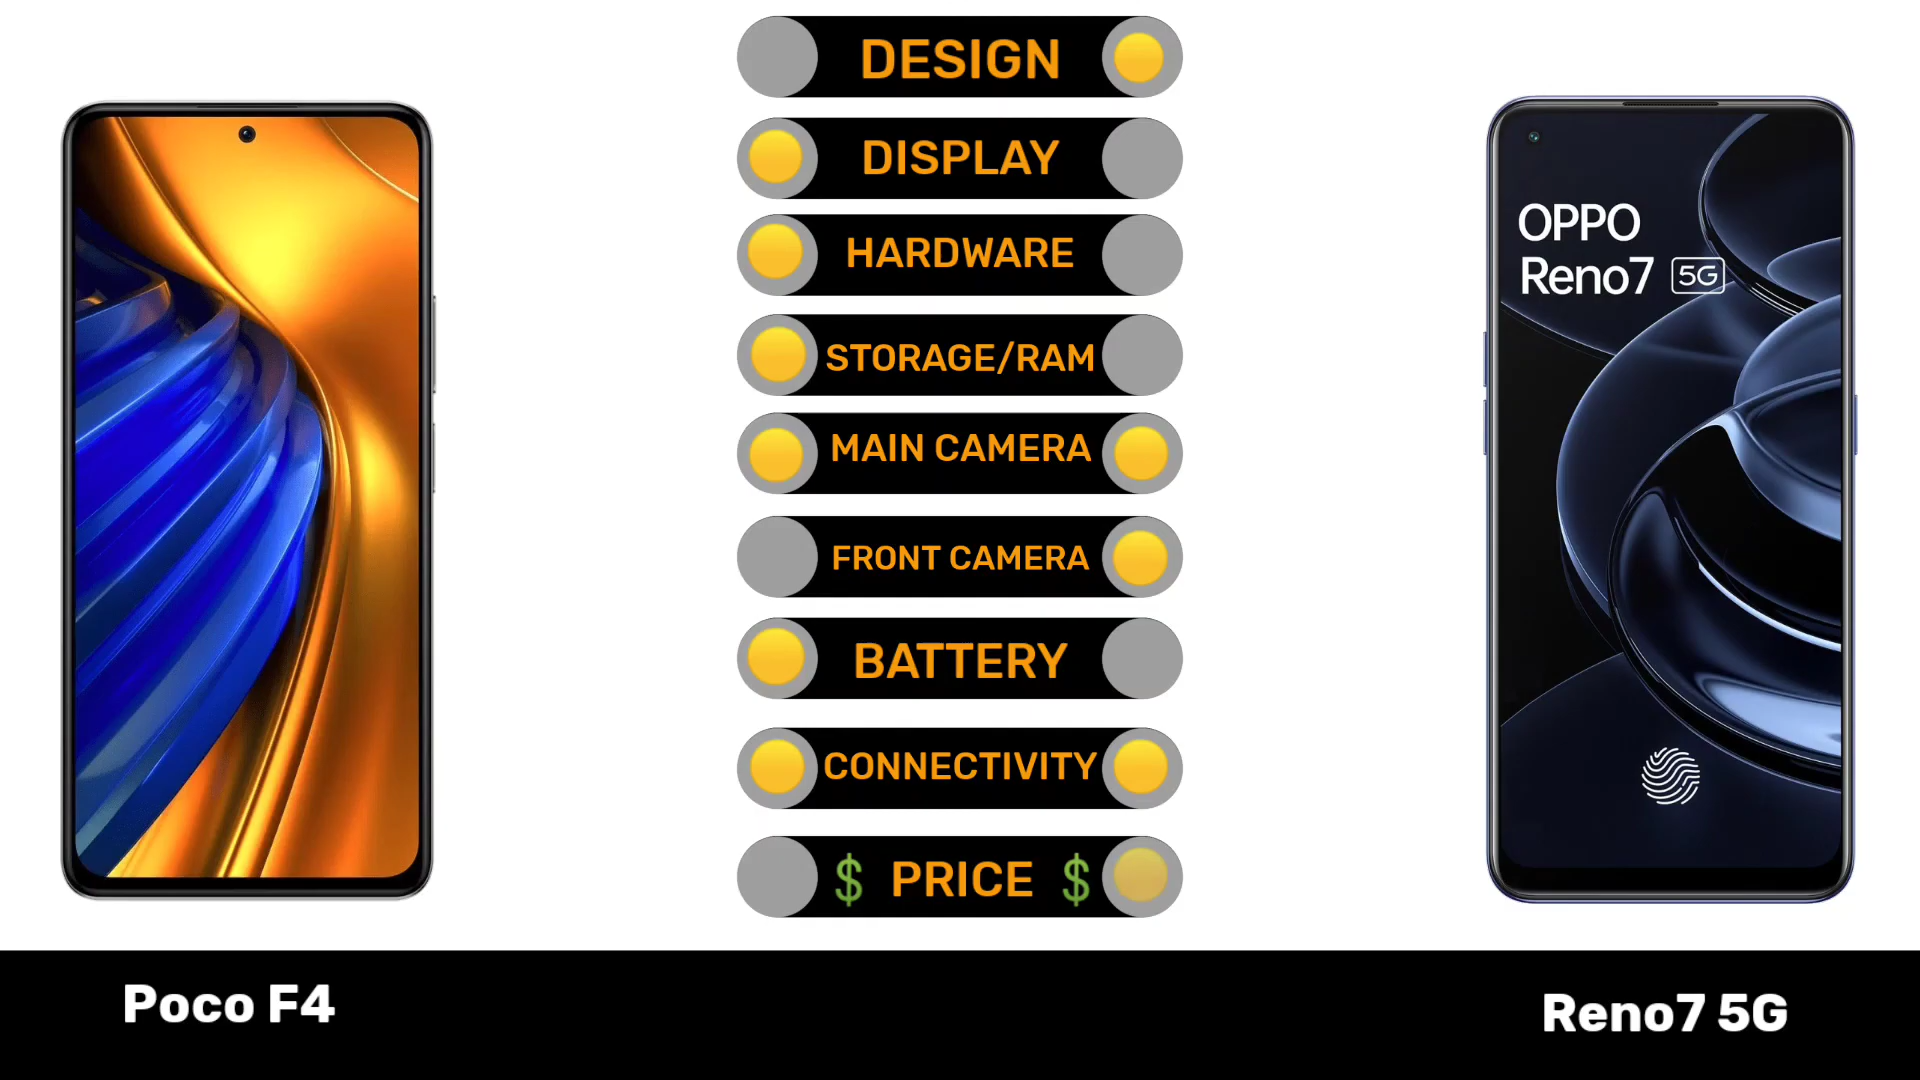 DESIGN
DISPLAY
HARDWARE
STORAGE/RAM
MAIN CAMERA
FRONT CAMERA
BATTERY
CONNECTIVITY
$ PRICE $
OPPO
Reno7 5G
Poco F4
Reno7 5G